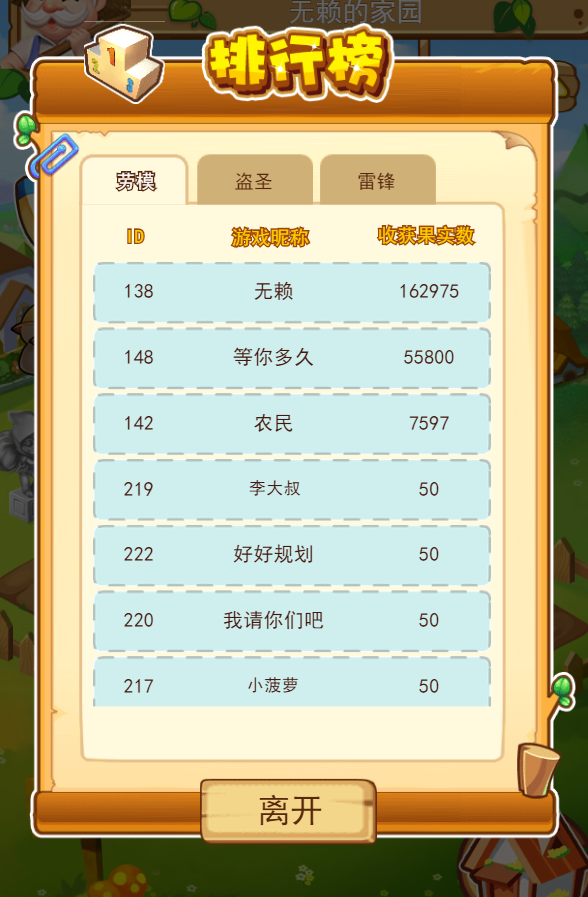 无赖的家园
排行榜
劳模 盗圣 雷锋
ID 游戏昵称 收获果实数
138 无赖 162975
148 等你多久 55800
142 农民 7597
219 李大叔 50
222 好好规划 50
220 我请你们吧 50
217 小菠萝 50
离开